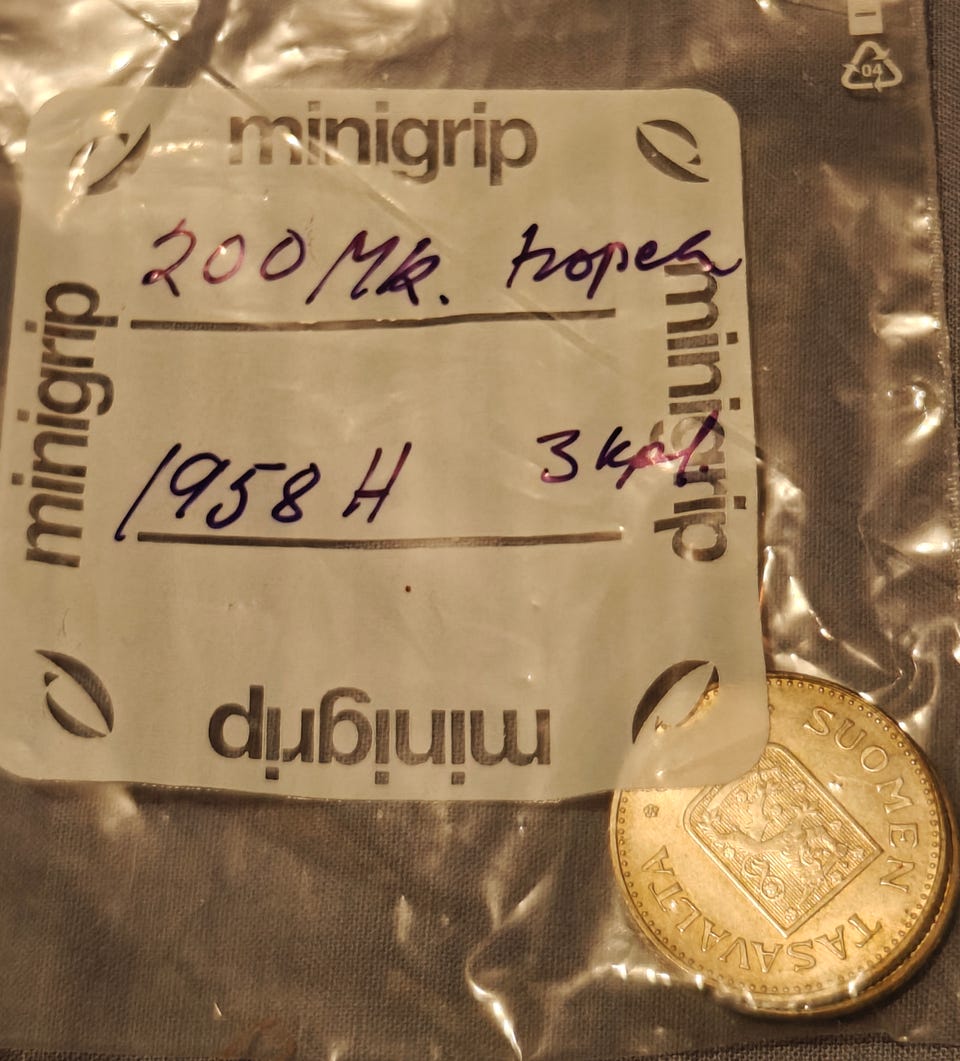 04
minigrip
200 Mk. hopea
minigrip
minigrip
1958 H 3 kpl
minigrip
SUOMEN TASAVALTA